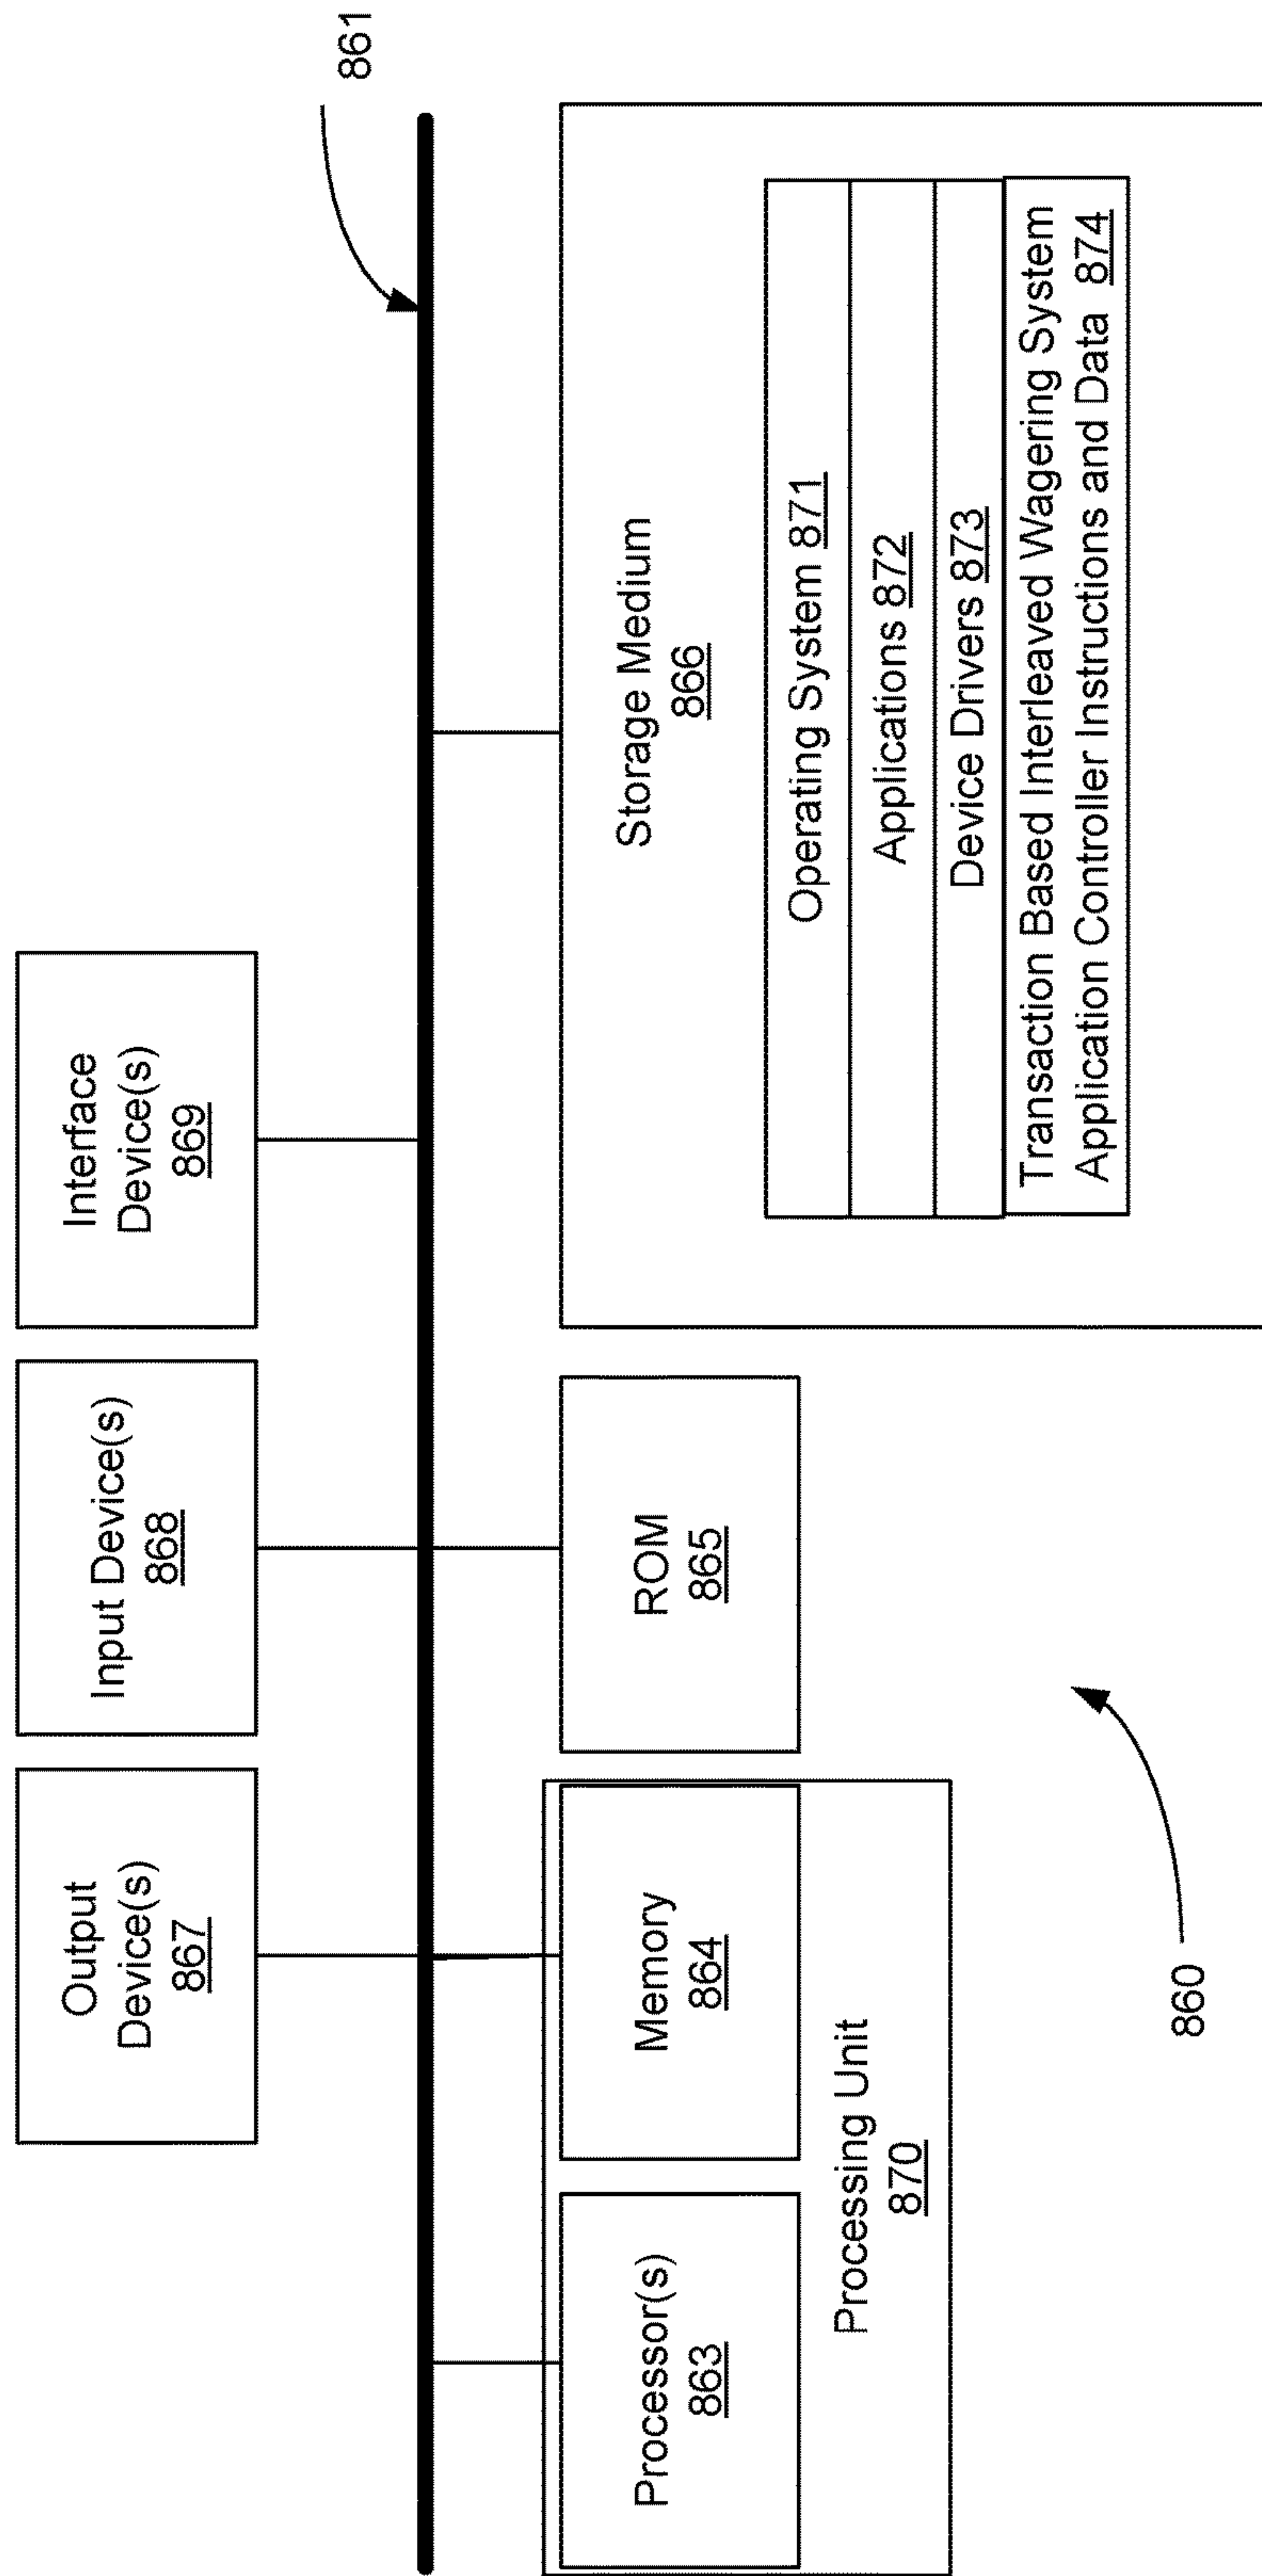 861
Output
Device(s)
867
Input Device(s)
868
Interface
Device(s)
869
Processor(s)
863
Memory
864
Processing Unit
870
ROM
865
Storage Medium
866
Operating System 871
Applications 872
Device Drivers 873
Transaction Based Interleaved Wagering System
Application Controller Instructions and Data 874
860